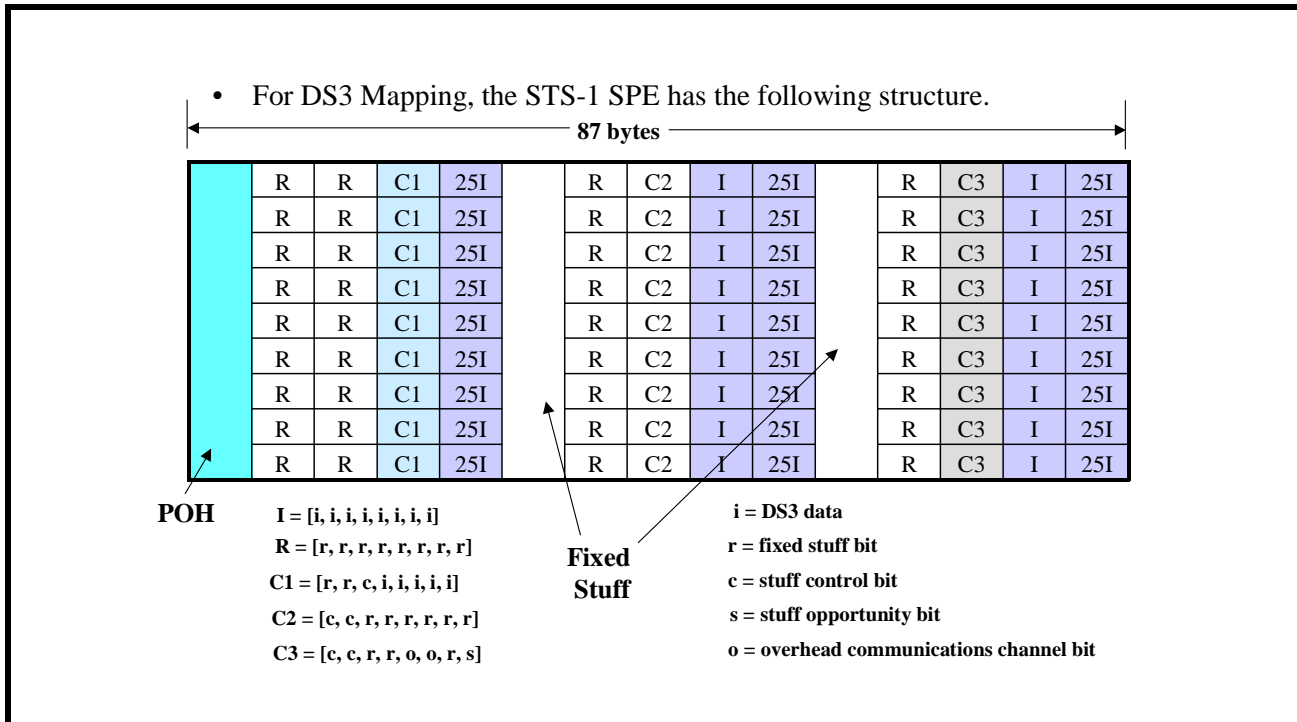 • For DS3 Mapping, the STS-1 SPE has the following structure.
87 bytes
R R C1 25I R C2 I 25I R C3 I 25I
R R C1 25I R C2 I 25I R C3 I 25I
R R C1 25I R C2 I 25I R C3 I 25I
R R C1 25I R C2 I 25I R C3 I 25I
R R C1 25I R C2 I 25I R C3 I 25I
R R C1 25I R C2 I 25I R C3 I 25I
R R C1 25I R C2 I 25I R C3 I 25I
R R C1 25I R C2 I 25I R C3 I 25I
R R C1 25I R C2 I 25I R C3 I 25I
POH
I = [i, i, i, i, i, i, i, i]
R = [r, r, r, r, r, r, r, r]
C1 = [r, r, c, i, i, i, i, i]
C2 = [c, c, r, r, r, r, r, r]
C3 = [c, c, r, r, o, o, r, s]
Fixed
Stuff
i = DS3 data
r = fixed stuff bit
c = stuff control bit
s = stuff opportunity bit
o = overhead communications channel bit